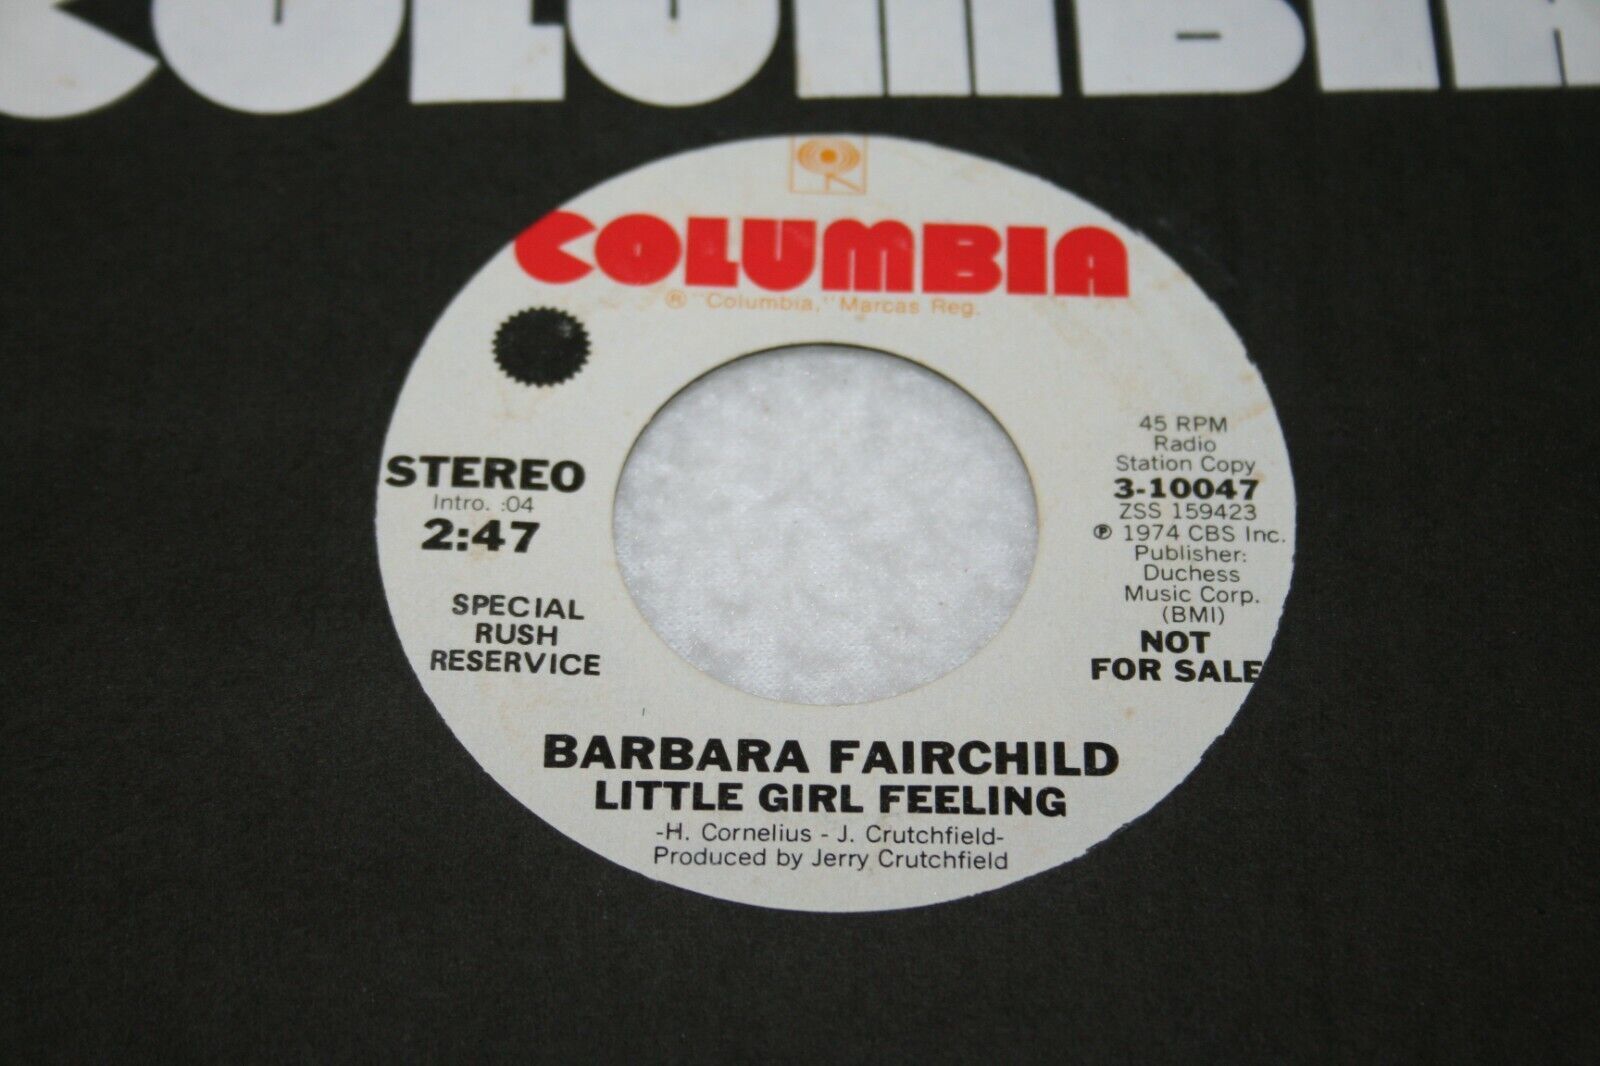 COLUMBIA
COLUMBIA
® "Columbia," Marcas Reg.
STEREO
Intro. :04
2:47
SPECIAL
RUSH
RESERVICE
45 RPM
Radio
Station Copy
3-10047
ZSS 159423
℗ 1974 CBS Inc.
Publisher:
Duchess
Music Corp.
(BMI)
NOT
FOR SALE
BARBARA FAIRCHILD
LITTLE GIRL FEELING
-H. Cornelius - J. Crutchfield-
Produced by Jerry Crutchfield